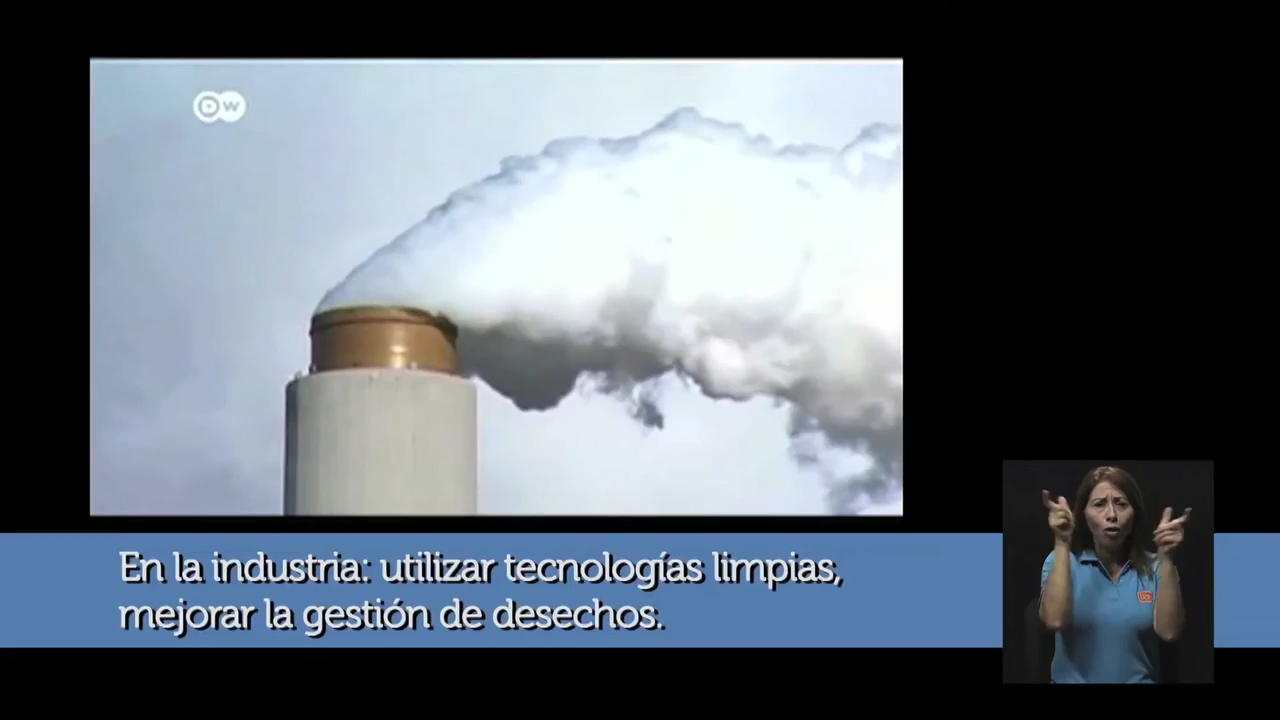 DW
En la industria: utilizar tecnologías limpias,
mejorar la gestión de desechos.